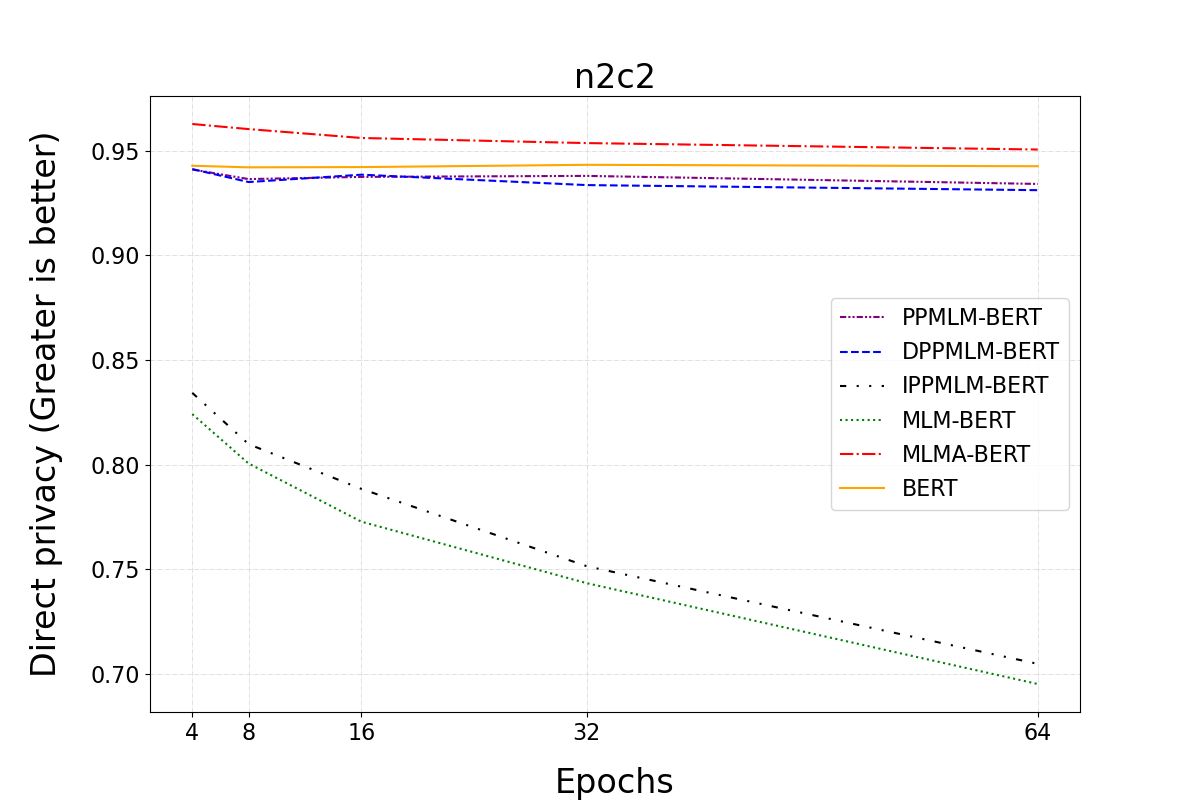 n2c2
Direct privacy (Greater is better)
0.95
0.90
0.85
0.80
0.75
0.70
PPMLM-BERT
DPPMLM-BERT
IPPMLM-BERT
MLM-BERT
MLMA-BERT
BERT
4 8 16 32 64
Epochs